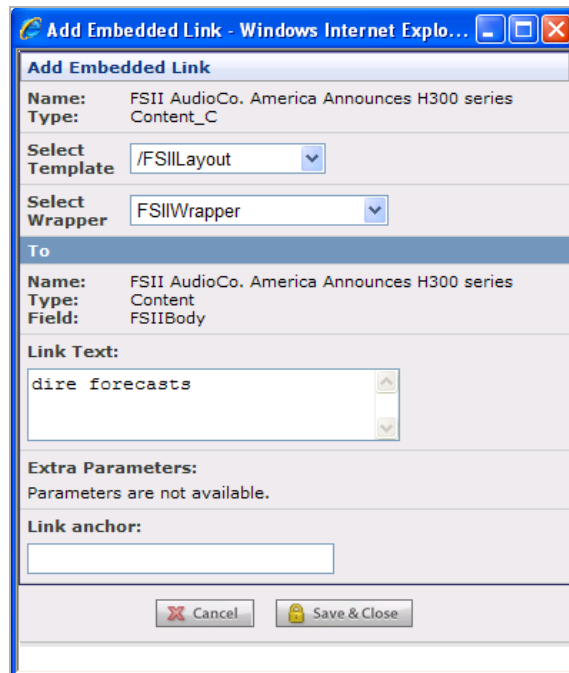 Add Embedded Link - Windows Internet Explo...
Add Embedded Link
Name: FSII AudioCo. America Announces H300 series
Type: Content_C
Select Template /FSIILayout
Select Wrapper FSIIWrapper
To
Name: FSII AudioCo. America Announces H300 series
Type: Content
Field: FSIIBody
Link Text:
dire forecasts
Extra Parameters:
Parameters are not available.
Link anchor:
Cancel Save & Close